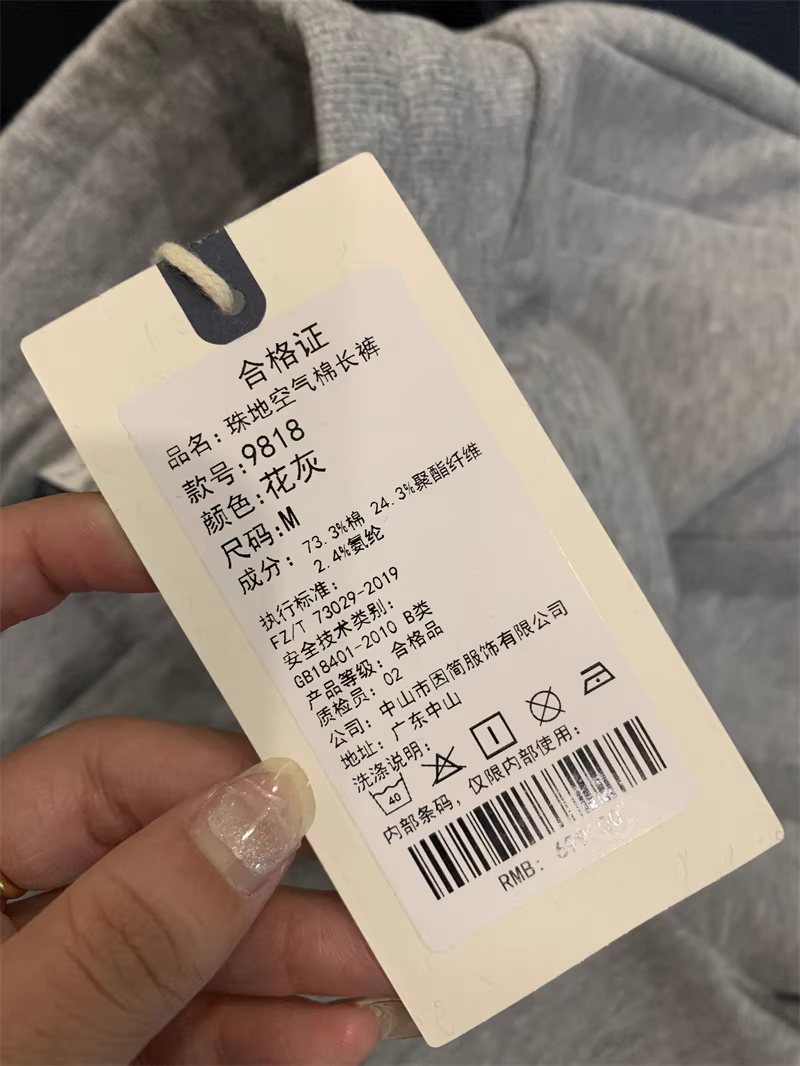 合格证
品名：珠地空气棉长裤
款号：9818
颜色：花灰
尺码：M
成分：73.3%棉 24.3%聚酯纤维
2.4%氨纶
执行标准：
FZ/T 73029-2019
安全技术类别：
GB18401-2010 B类
产品等级：合格品
质检员：02
公司：中山市因简服饰有限公司
地址：广东中山
洗涤说明：
40
内部条码，仅限内部使用：
RMB: